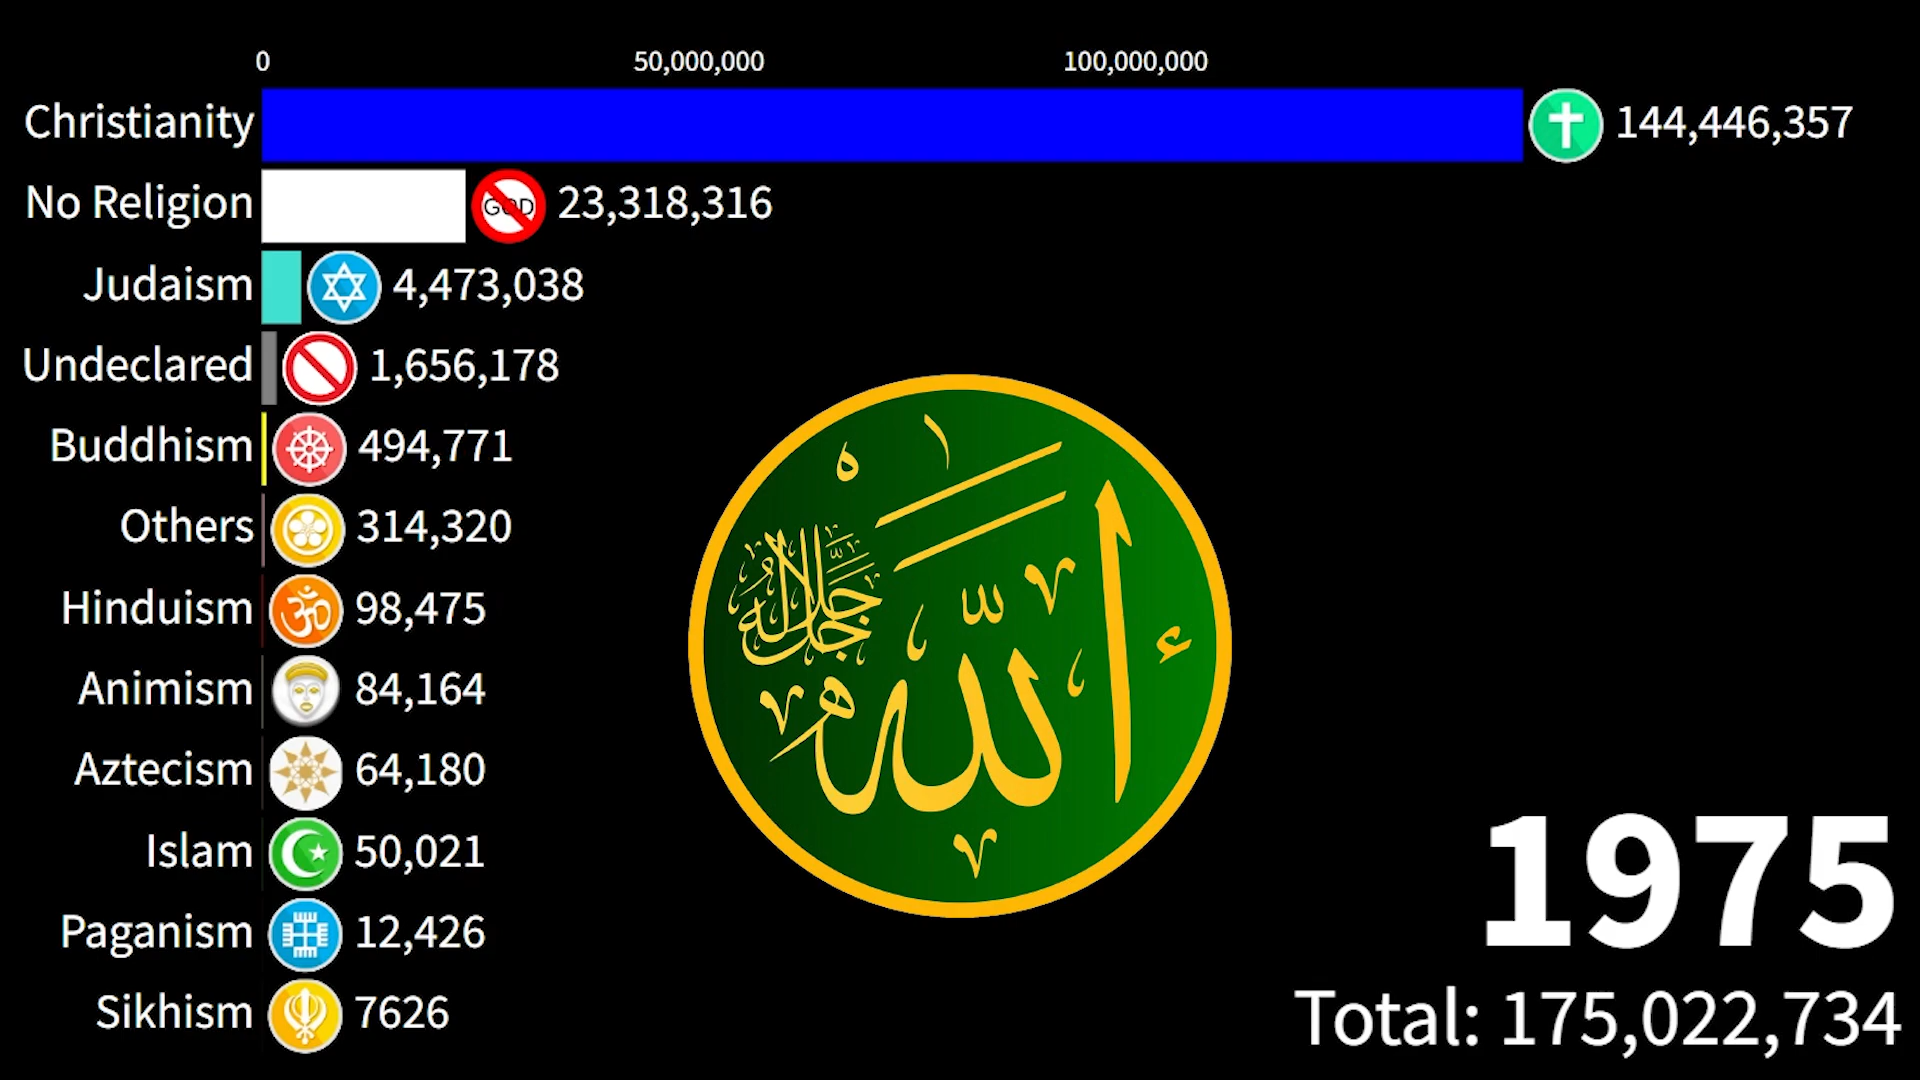 0 50,000,000 100,000,000
Christianity 144,446,357
No Religion GOD 23,318,316
Judaism 4,473,038
Undeclared 1,656,178
Buddhism 494,771
Others 314,320
Hinduism ॐ 98,475
Animism 84,164
Aztecism 64,180
Islam 50,021
Paganism 12,426
Sikhism 7626
الله
جل جلاله
1975
Total: 175,022,734